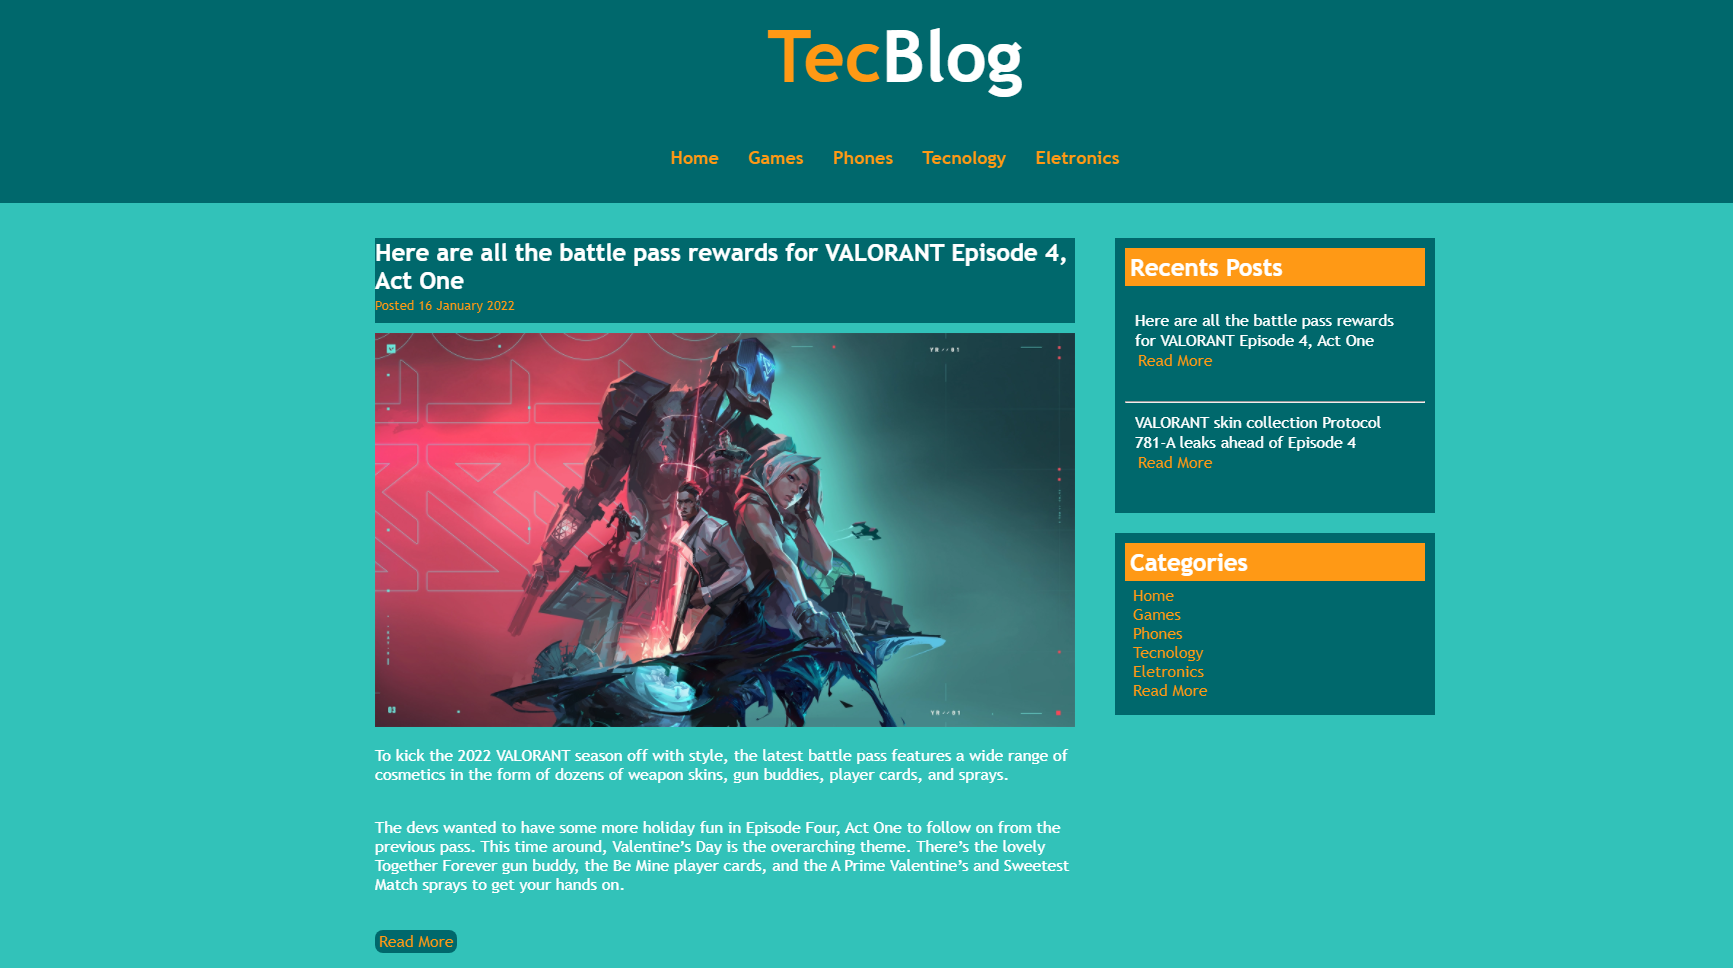 TecBlog
Home Games Phones Tecnology Eletronics
Here are all the battle pass rewards for VALORANT Episode 4,
Act One
Posted 16 January 2022
YR // 01
03
YR // 01
To kick the 2022 VALORANT season off with style, the latest battle pass features a wide range of
cosmetics in the form of dozens of weapon skins, gun buddies, player cards, and sprays.
The devs wanted to have some more holiday fun in Episode Four, Act One to follow on from the
previous pass. This time around, Valentine’s Day is the overarching theme. There’s the lovely
Together Forever gun buddy, the Be Mine player cards, and the A Prime Valentine’s and Sweetest
Match sprays to get your hands on.
Read More
Recents Posts
Here are all the battle pass rewards
for VALORANT Episode 4, Act One
Read More
VALORANT skin collection Protocol
781-A leaks ahead of Episode 4
Read More
Categories
Home
Games
Phones
Tecnology
Eletronics
Read More